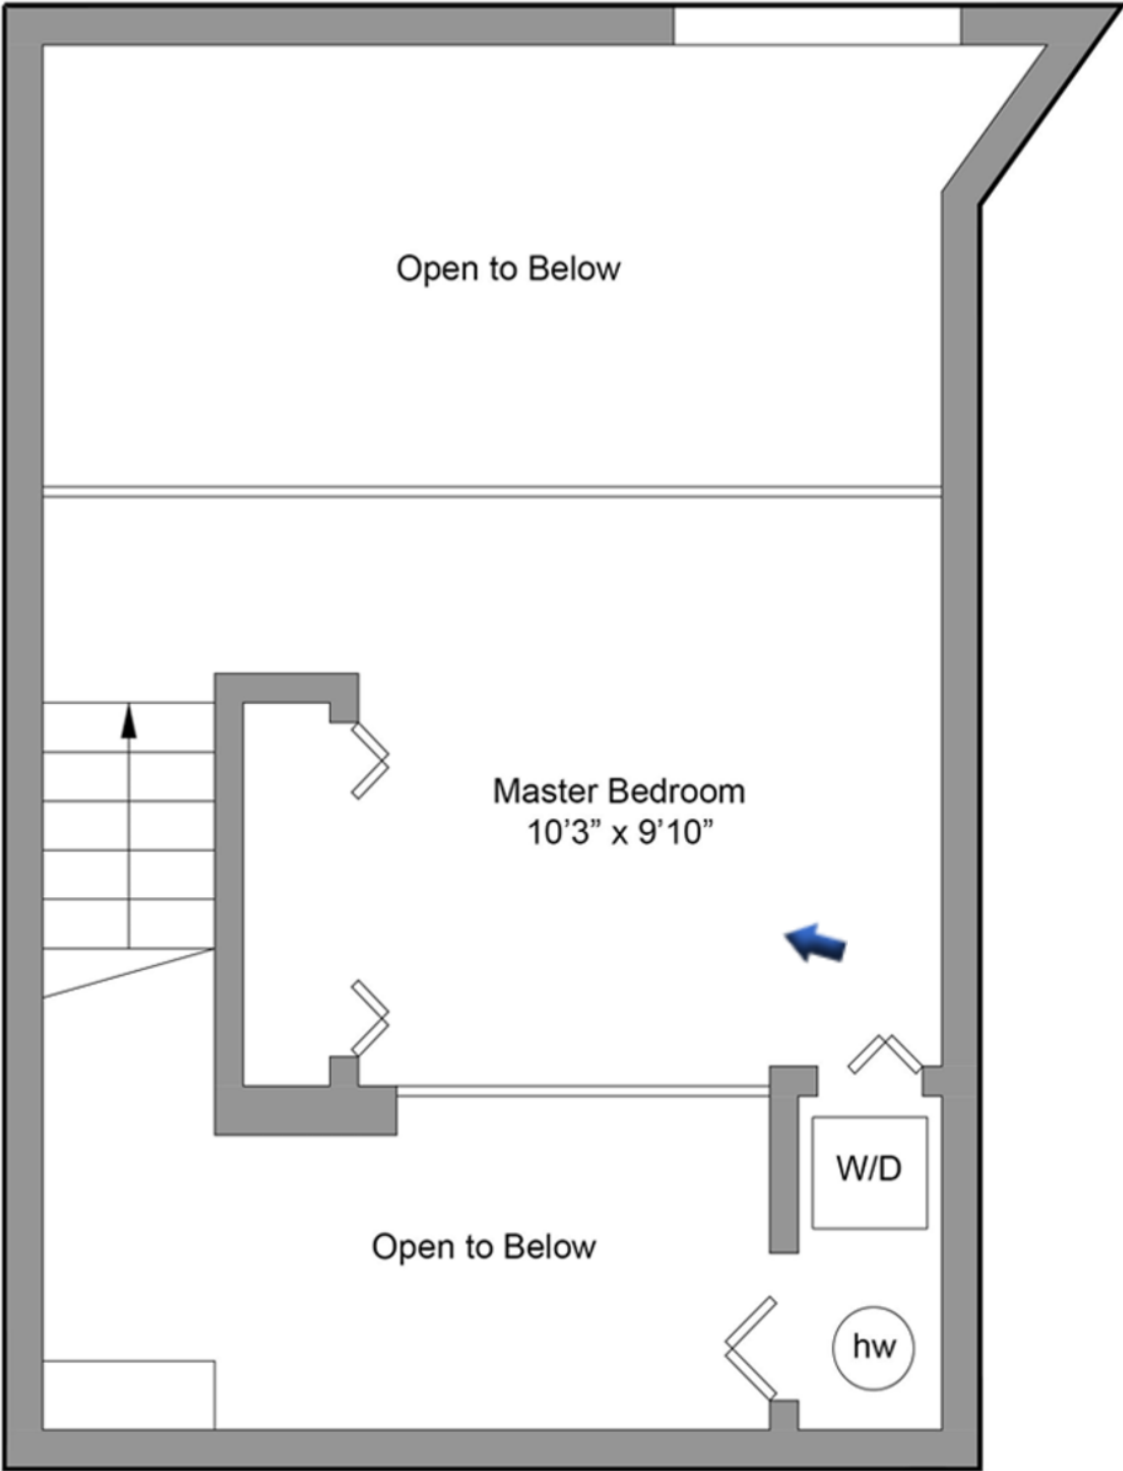 Open to Below
Master Bedroom
10’3” x 9’10”
W/D
Open to Below
hw